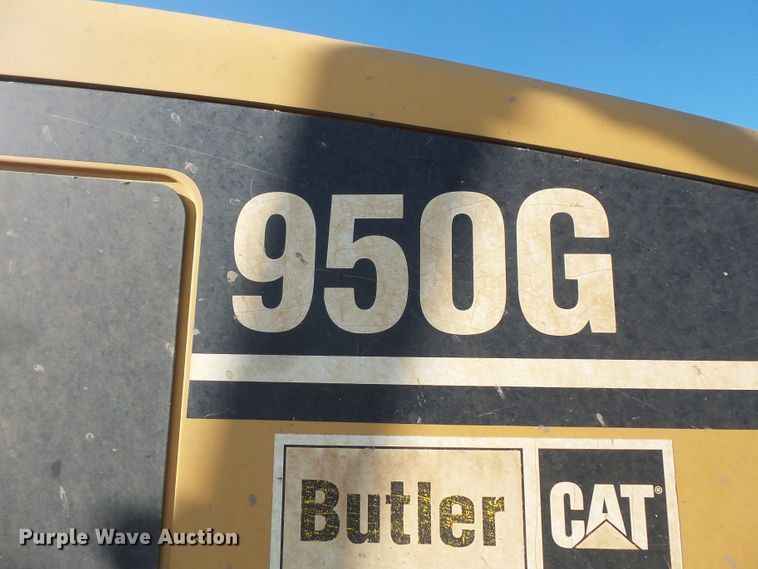 950G
Butler CAT®
Purple Wave Auction